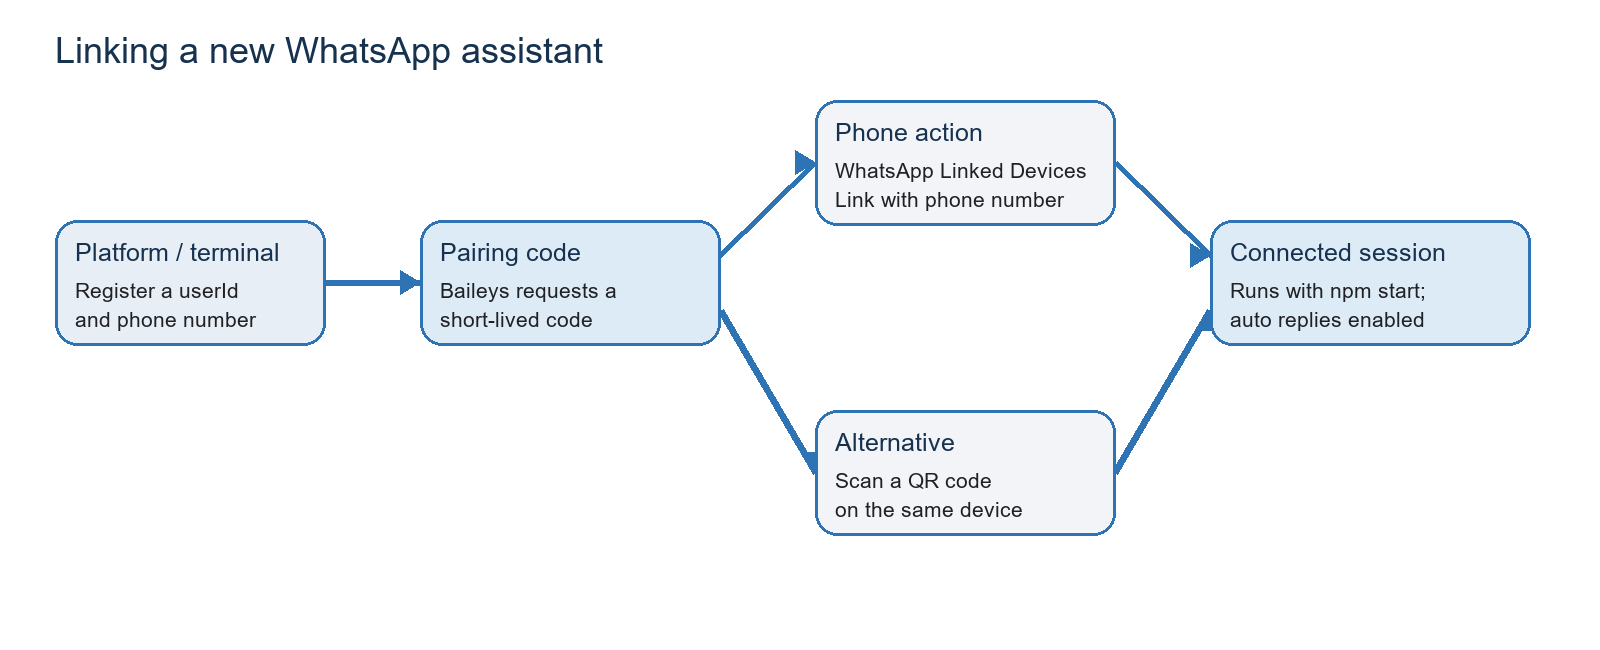 Linking a new WhatsApp assistant
Platform / terminal
Register a userId
and phone number
Pairing code
Baileys requests a
short-lived code
Phone action
WhatsApp Linked Devices
Link with phone number
Alternative
Scan a QR code
on the same device
Connected session
Runs with npm start;
auto replies enabled